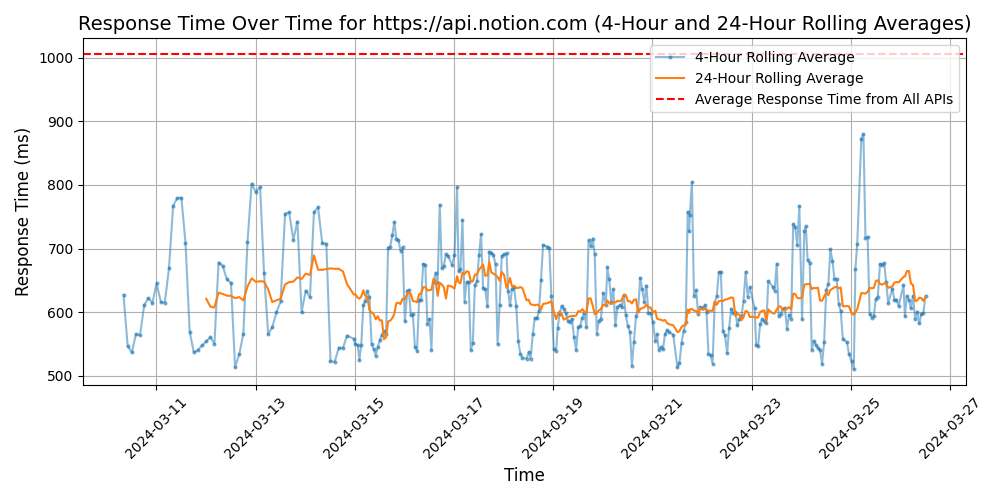 Response Time Over Time for https://api.notion.com (4-Hour and 24-Hour Rolling Averages)
4-Hour Rolling Average
24-Hour Rolling Average
Average Response Time from All APIs
Response Time (ms)
1000
900
800
700
600
500
2024-03-11
2024-03-13
2024-03-15
2024-03-17
2024-03-19
2024-03-21
2024-03-23
2024-03-25
2024-03-27
Time